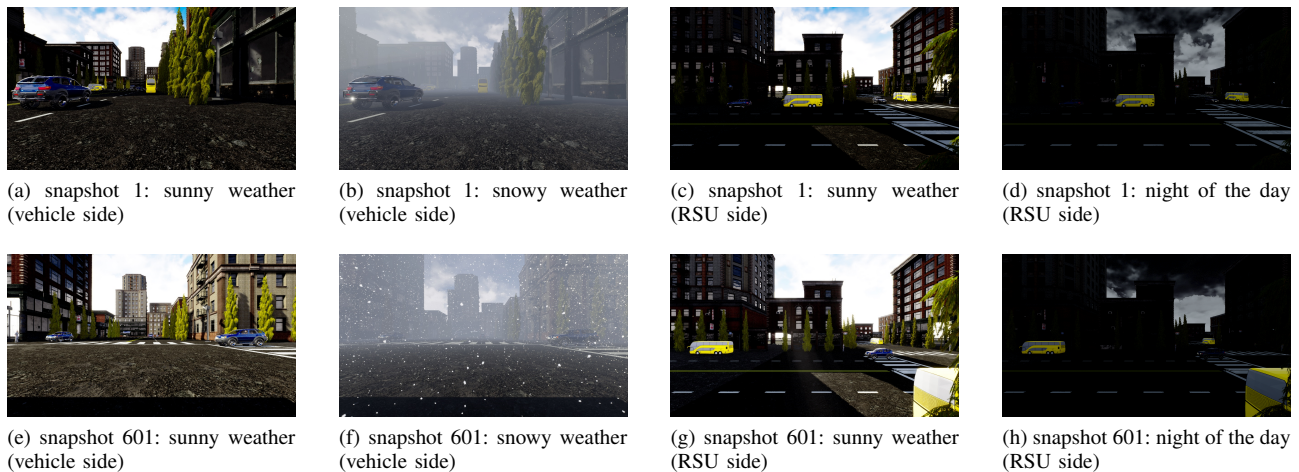 (a) snapshot 1: sunny weather
(vehicle side)
(b) snapshot 1: snowy weather
(vehicle side)
(c) snapshot 1: sunny weather
(RSU side)
(d) snapshot 1: night of the day
(RSU side)
(e) snapshot 601: sunny weather
(vehicle side)
(f) snapshot 601: snowy weather
(vehicle side)
(g) snapshot 601: sunny weather
(RSU side)
(h) snapshot 601: night of the day
(RSU side)